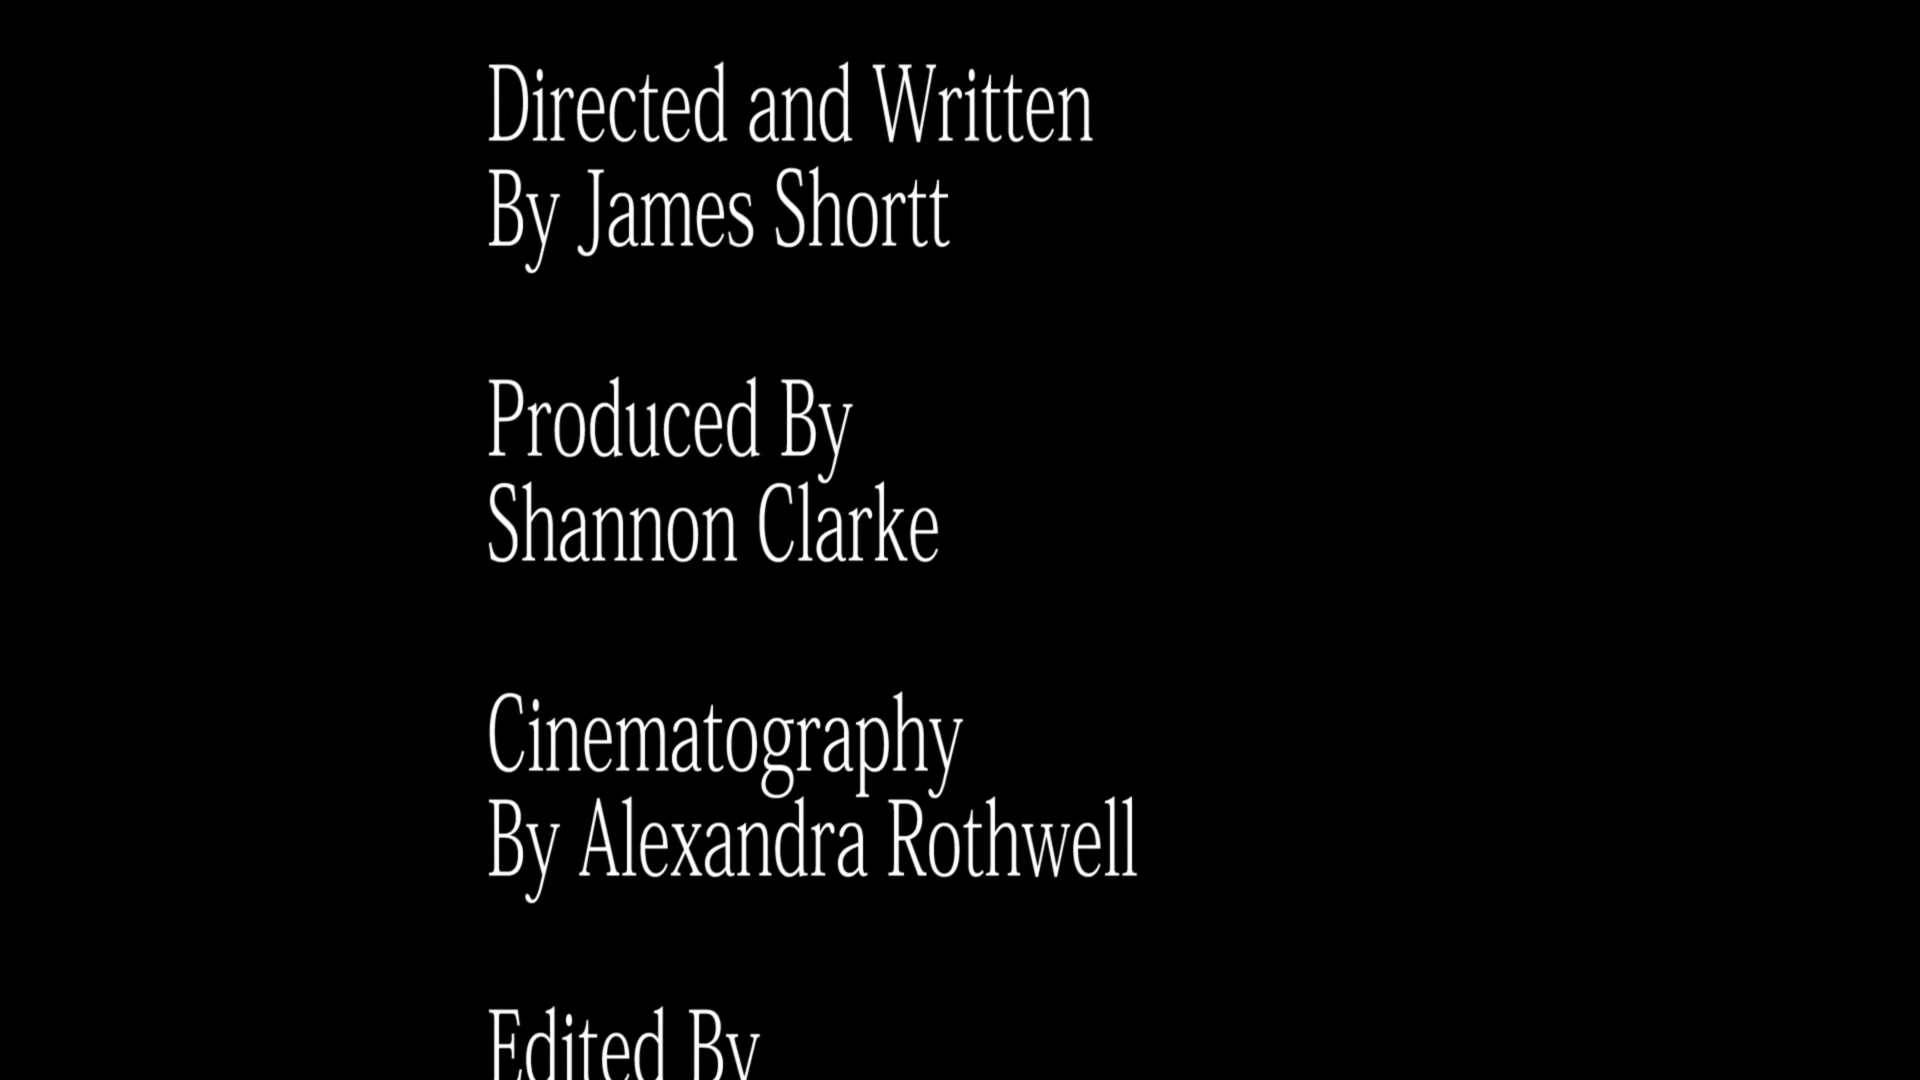 Directed and Written
By James Shortt
Produced By
Shannon Clarke
Cinematography
By Alexandra Rothwell
Edited By